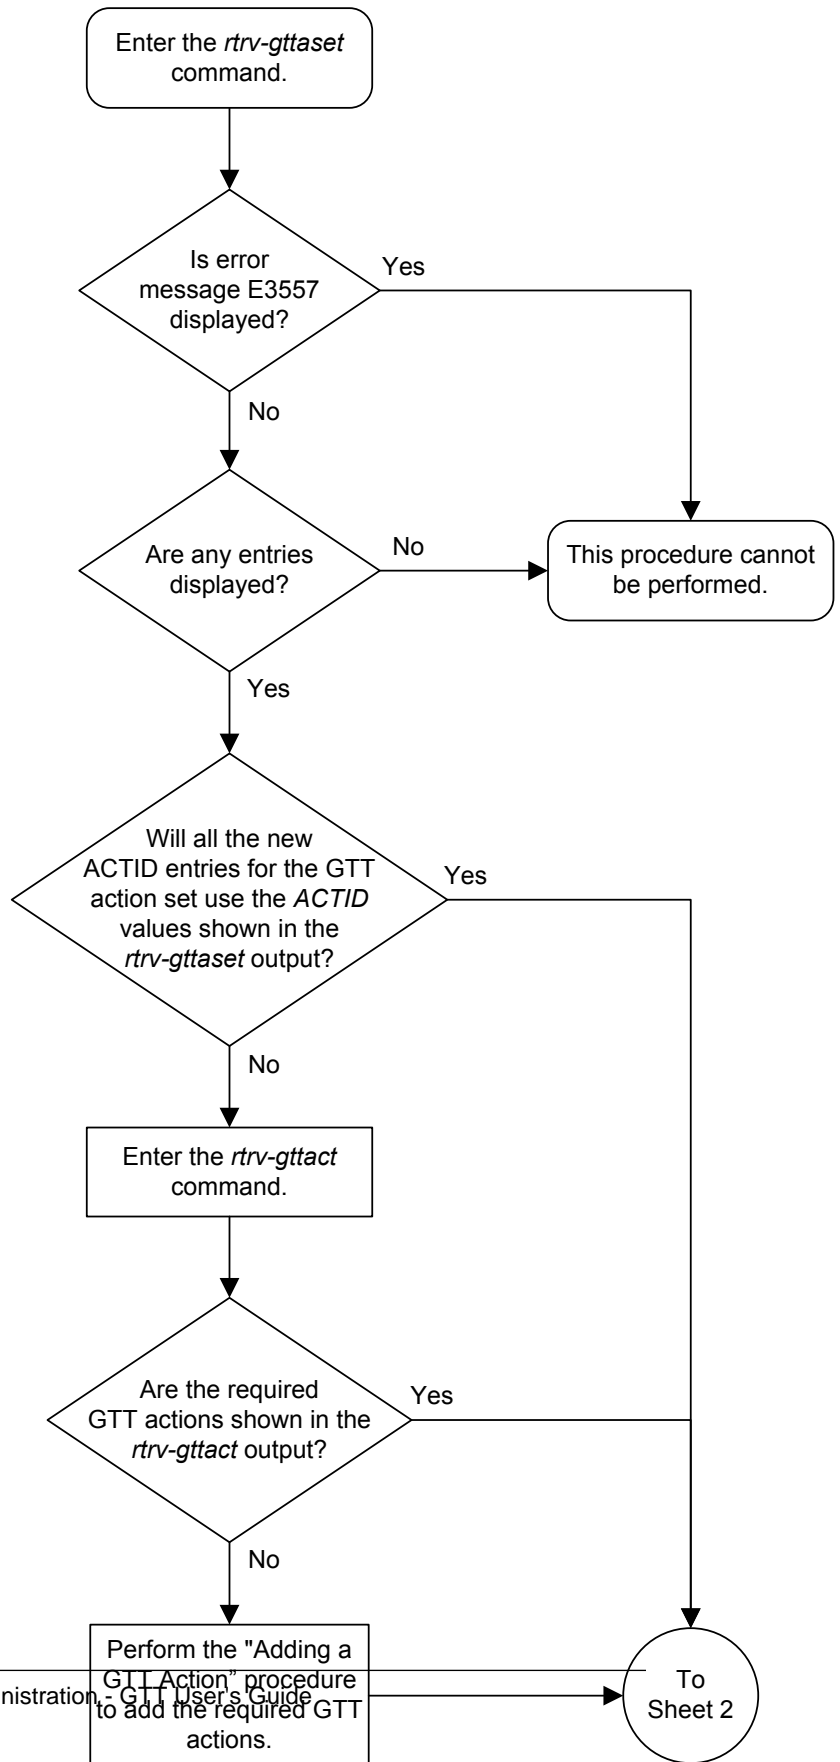 Enter the rtrv-gttaset
command.
Is error
message E3557
displayed?
Yes
No
Are any entries
displayed?
No
This procedure cannot
be performed.
Yes
Will all the new
ACTID entries for the GTT
action set use the ACTID
values shown in the
rtrv-gttaset output?
Yes
No
Enter the rtrv-gttact
command.
Are the required
GTT actions shown in the
rtrv-gttact output?
Yes
No
Perform the "Adding a
GTT Action” procedure
to add the required GTT
actions.
To
Sheet 2
nistration - GTT User's Guide